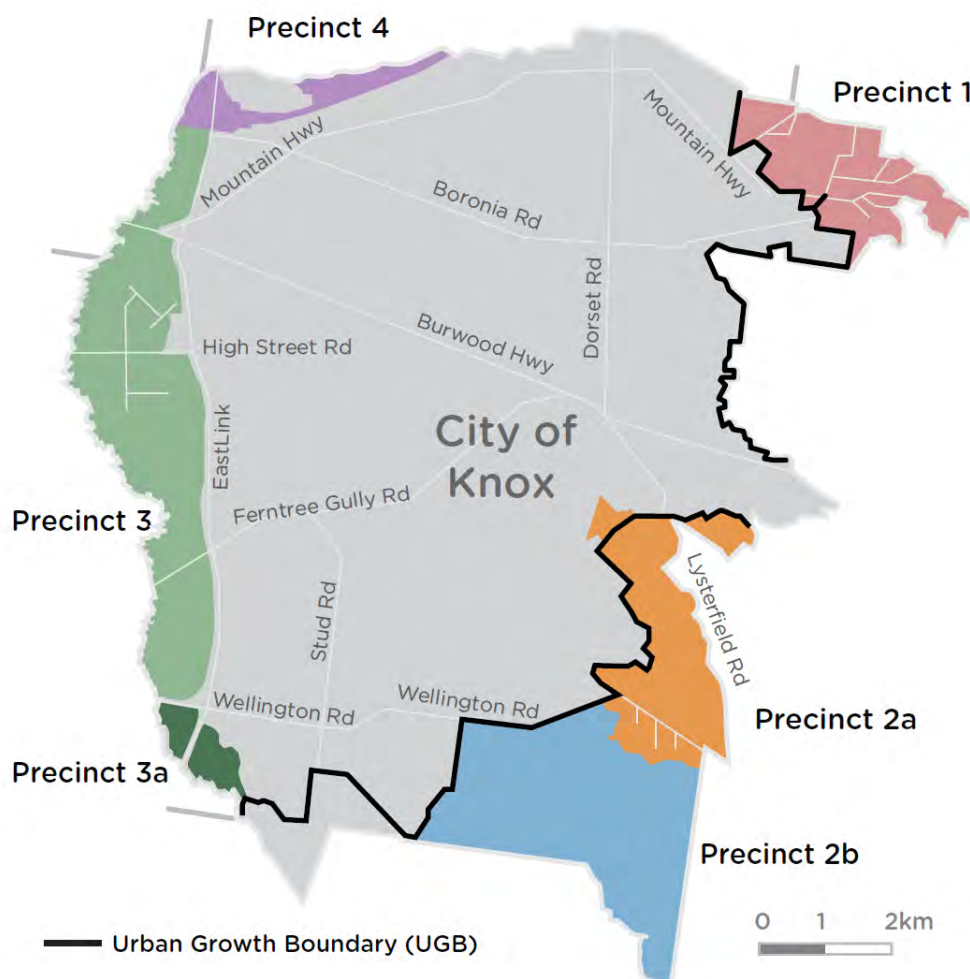 Precinct 4
Precinct 1
Mountain Hwy
Mountain Hwy
Boronia Rd
Dorset Rd
Burwood Hwy
High Street Rd
EastLink
City of
Knox
Ferntree Gully Rd
Precinct 3
Stud Rd
Lysterfield Rd
Wellington Rd
Wellington Rd
Precinct 2a
Precinct 3a
Precinct 2b
0 1 2km
Urban Growth Boundary (UGB)